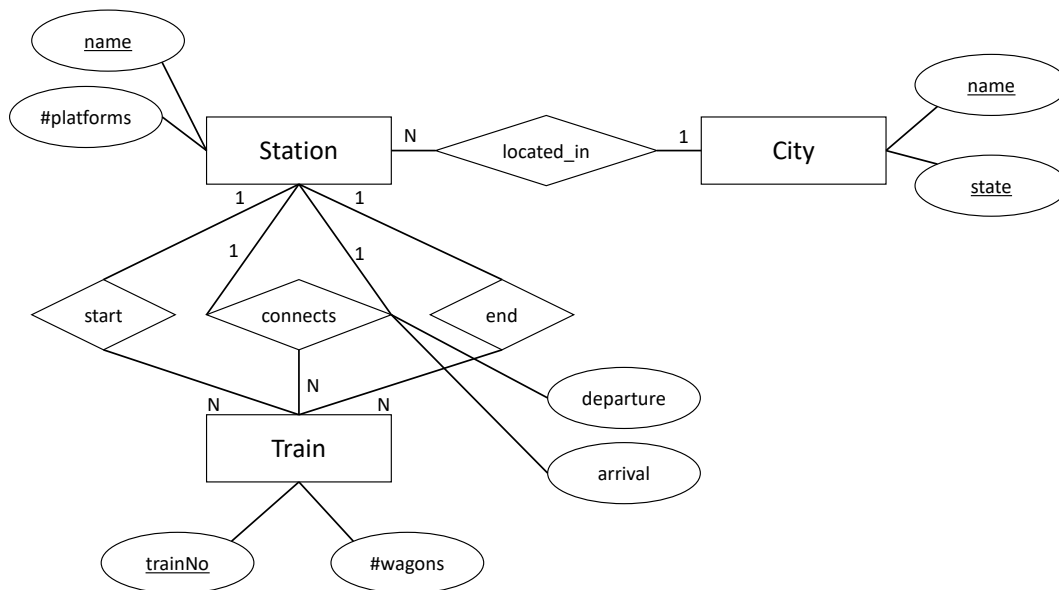 name
#platforms
Station
N
located_in
1
City
name
state
1
1
1
1
start
connects
end
departure
N
N
N
Train
arrival
trainNo
#wagons